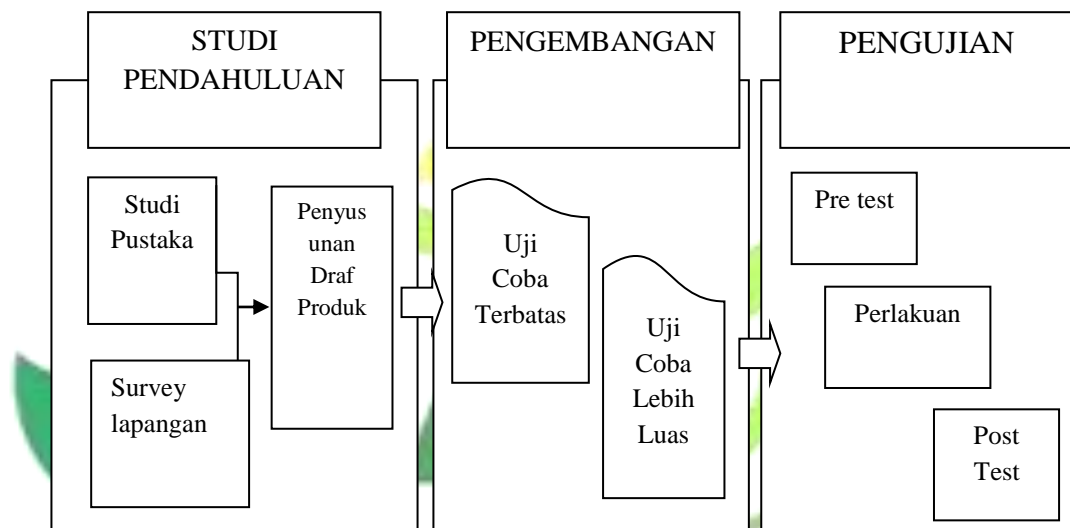 STUDI
PENDAHULUAN
Studi
Pustaka
Survey
lapangan
Penyus
unan
Draf
Produk
PENGEMBANGAN
Uji
Coba
Terbatas
Uji
Coba
Lebih
Luas
PENGUJIAN
Pre test
Perlakuan
Post
Test